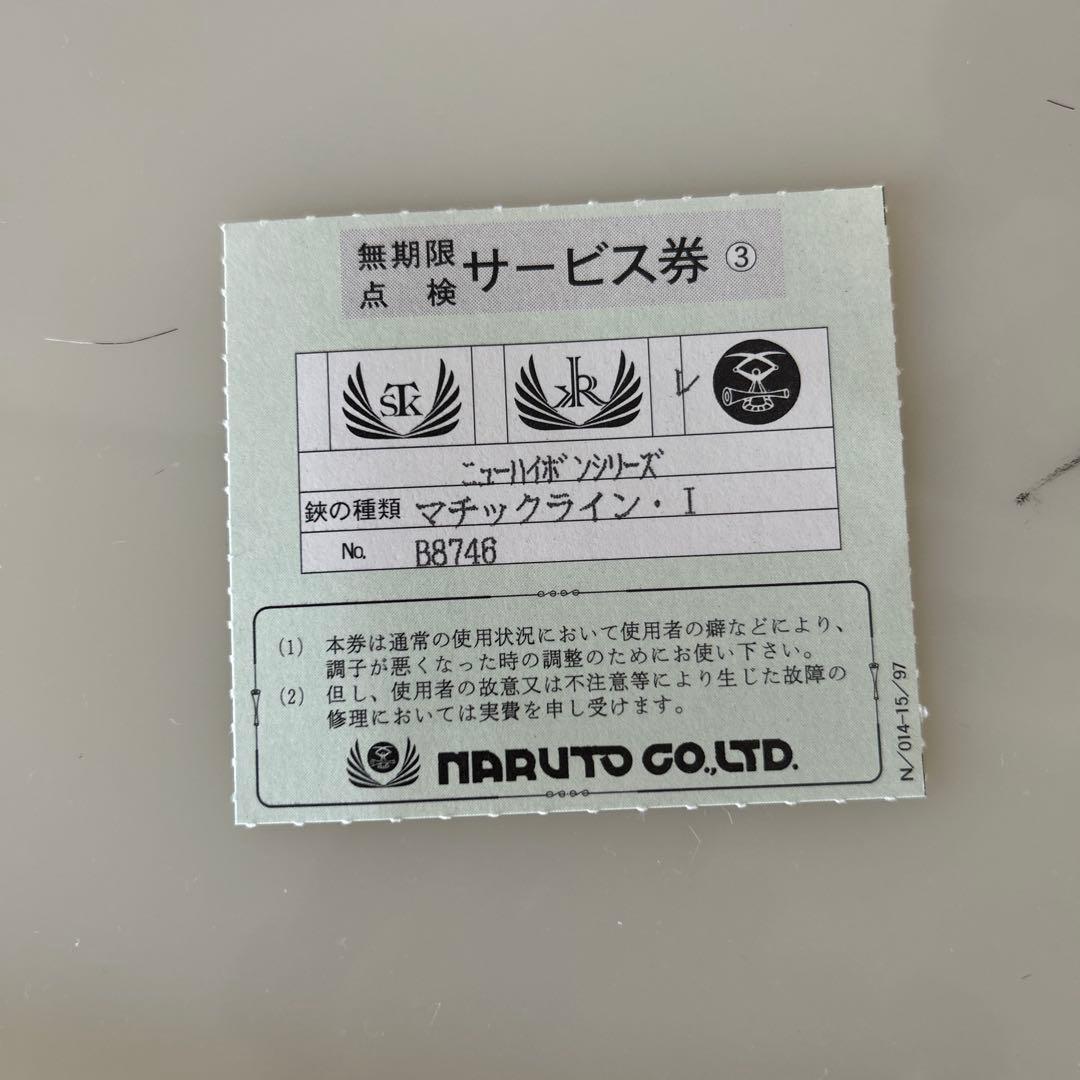 無期限
点検
サービス券 ③
STK
KR
レ
ニューハイボンシリーズ
鋏の種類 マチックライン・I
No. B8746
(1) 本券は通常の使用状況において使用者の癖などにより、
調子が悪くなった時の調整のためにお使い下さい。
(2) 但し、使用者の故意又は不注意等により生じた故障の
修理においては実費を申し受けます。
NARUTO CO.,LTD.
N/014-15/97